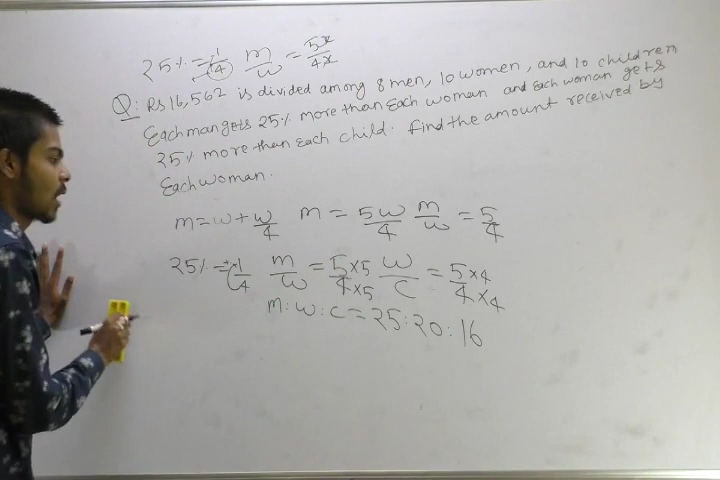 25% = 1/4 m/w = 5x/4x
Q: Rs 16,562 is divided among 8 men, 10 women, and 10 children
Each man gets 25% more than Each woman and Each woman gets
25% more than Each child. Find the amount received by
Each woman.
m = w + w/4 m = 5w/4 m/w = 5/4
25% = +1/4 m/w = 5×5/4×5 w/c = 5×4/4×4
m:w:c = 25:20:16